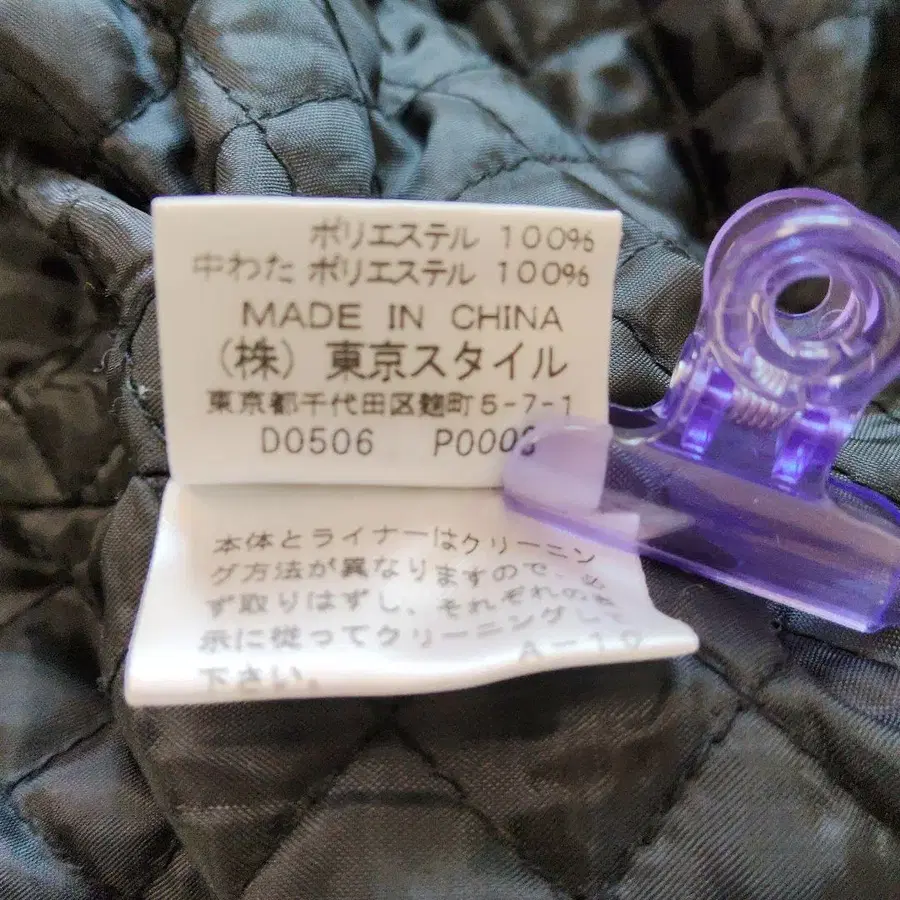 ポリエステル 100%
中わた ポリエステル 100%
MADE IN CHINA
(株) 東京スタイル
東京都千代田区麹町5-7-1
D0506 P0003
本体とライナーはクリーニン
グ方法が異なりますので、必
ず取りはずし、それぞれの
示に従ってクリーニングし
下さい。 A-10